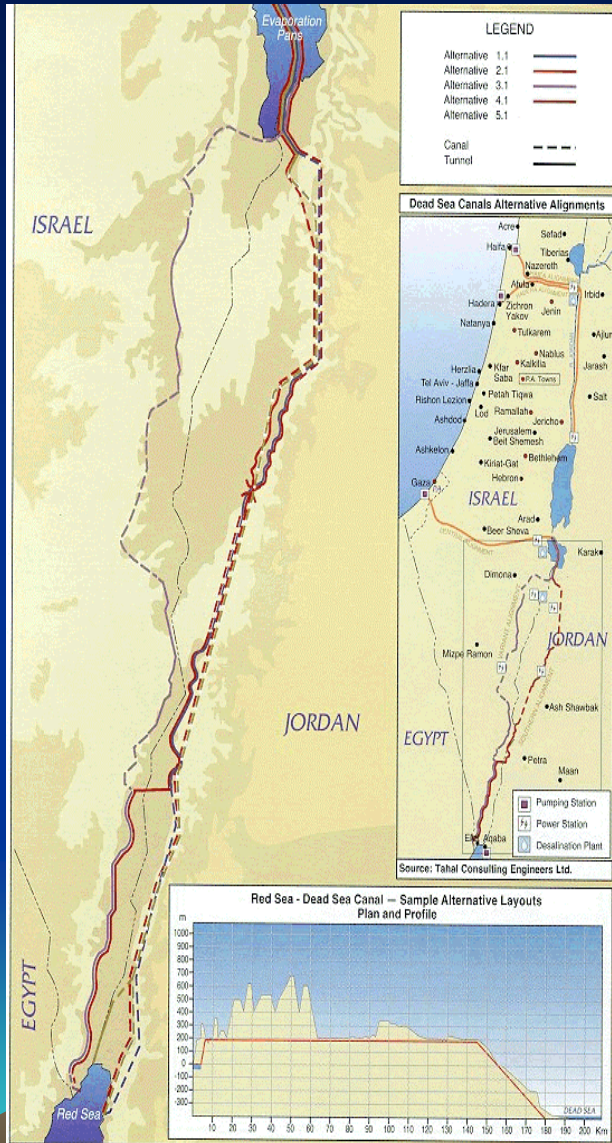 Evaporation
Pans
ISRAEL
JORDAN
EGYPT
Red Sea
LEGEND
Alternative 1.1
Alternative 2.1
Alternative 3.1
Alternative 4.1
Alternative 5.1
Canal
Tunnel
Dead Sea Canals Alternative Alignments
Acre
Sefad
Haifa
Tiberias
Nazereth
Afula
Irbid
Hadera
Zichron
Yakov
Jenin
Natanya
Tulkarem
Ajlur
Nablus
Jarash
Herzlia
Kfar
Saba
Kalkilia
P.A. Towns
Tel Aviv - Jaffa
Petah Tiqwa
Salt
Rishon Lezion
Lod
Ramallah
Jericho
Ashdod
Jerusalem
Beit Shemesh
Ashkelon
Kiriat-Gat
Bethlehem
Hebron
Gaza
ISRAEL
Arad
Beer Sheva
CENTRAL ALIGNMENT
Karak
Dimona
JORDAN
Mizpe Ramon
SOUTHERN ALIGNMENT
Ash Shawbak
EGYPT
Petra
Maan
Aqaba
Pumping Station
Power Station
Desalination Plant
Source: Tahal Consulting Engineers Ltd.
Red Sea - Dead Sea Canal — Sample Alternative Layouts
Plan and Profile
m
1000
900
800
700
600
500
400
300
200
100
0
-100
-200
-300
DEAD SEA
10 20 30 40 50 60 70 80 90 100 110 120 130 140 150 160 170 180 190 200 Km